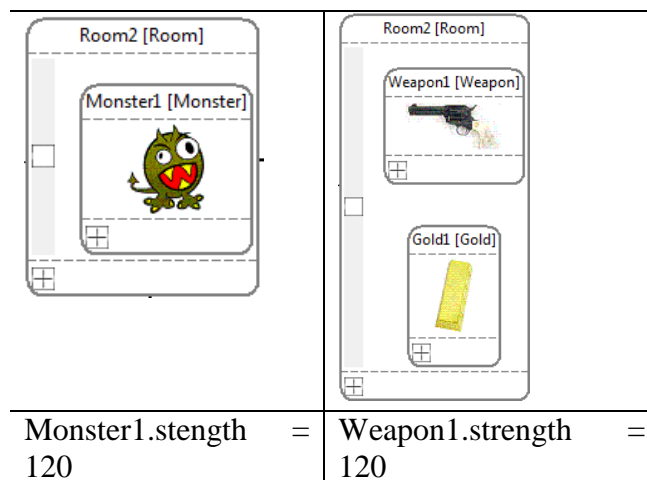 Room2 [Room]
Monster1 [Monster]
Monster1.stength =
120
Room2 [Room]
Weapon1 [Weapon]
Gold1 [Gold]
Weapon1.strength =
120